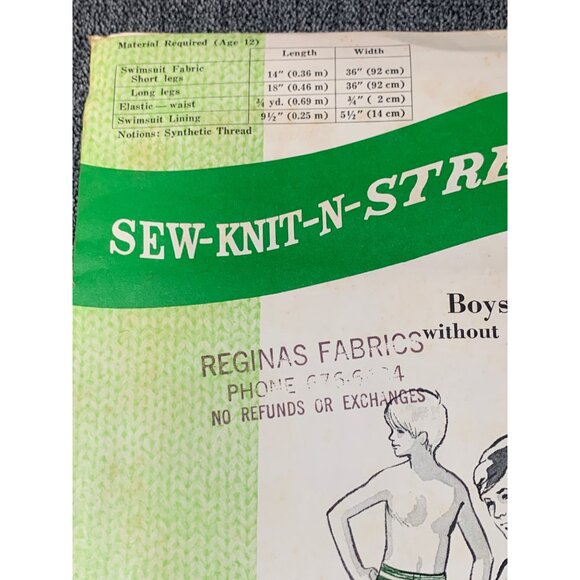 Material Required (Age 12)
Length Width
Swimsuit Fabric
Short legs 14" (0.36 m) 36" (92 cm)
Long legs 18" (0.46 m) 36" (92 cm)
Elastic — waist ¾ yd. (0.69 m) ¾" ( 2 cm)
Swimsuit Lining 9½" (0.25 m) 5½" (14 cm)
Notions: Synthetic Thread
SEW-KNIT-N-STRE
Boys
without
REGINAS FABRICS
PHONE
NO REFUNDS OR EXCHANGES